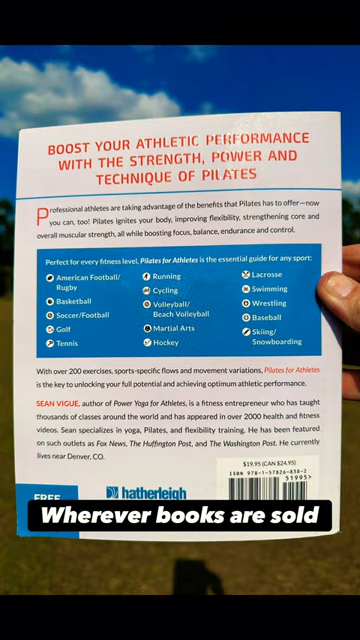 BOOST YOUR ATHLETIC PERFORMANCE
WITH THE STRENGTH, POWER AND
TECHNIQUE OF PILATES
Professional athletes are taking advantage of the benefits that Pilates has to offer—now
you can, too! Pilates ignites your body, improving flexibility, strengthening core and
overall muscular strength, all while boosting focus, balance, endurance and control.
Perfect for every fitness level, Pilates for Athletes is the essential guide for any sport:
American Football/
Rugby
Basketball
Soccer/Football
Golf
Tennis
Running
Cycling
Volleyball/
Beach Volleyball
Martial Arts
Hockey
Lacrosse
Swimming
Wrestling
Baseball
Skiing/
Snowboarding
With over 200 exercises, sports-specific flows and movement variations, Pilates for Athletes
is the key to unlocking your full potential and achieving optimum athletic performance.
SEAN VIGUE, author of Power Yoga for Athletes, is a fitness entrepreneur who has taught
thousands of classes around the world and has appeared in over 2000 health and fitness
videos. Sean specializes in yoga, Pilates, and flexibility training. He has been featured
on such outlets as Fox News, The Huffington Post, and The Washington Post. He currently
lives near Denver, CO.
$19.95 (CAN $24.95)
ISBN 978-1-57826-838-2
51995>
FREE
hatherleigh
Wherever books are sold